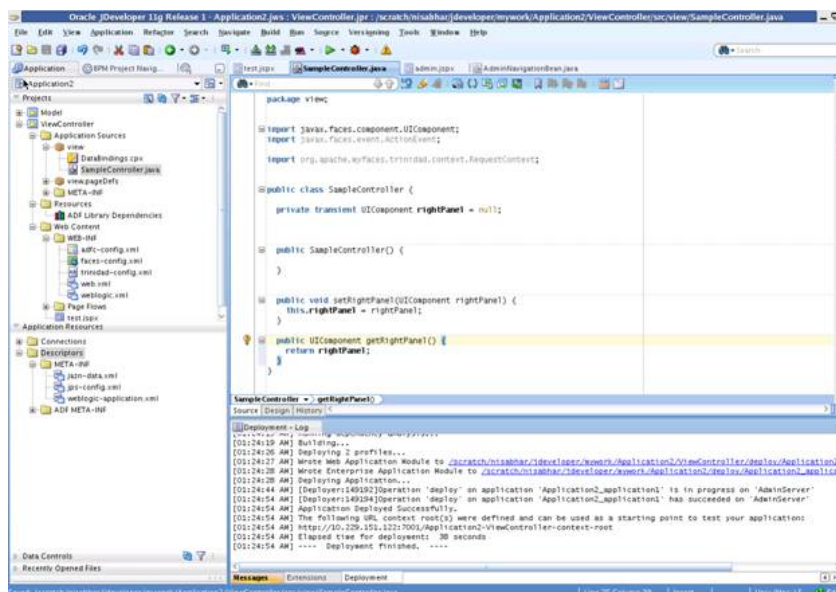 Oracle JDeveloper 11g Release 1 - Application2.jws : ViewController.jpr : /scratch/nisabhar/jdeveloper/mywork/Application2/ViewController/src/view/SampleController.java
File Edit View Application Refactor Search Navigate Build Run Source Versioning Tools Window Help
Search
Application
BPM Project Navig...
test.jspx
SampleController.java
admin.jspx
AdminNavigationBean.java
Application2
Find
Projects
Model
ViewController
Application Sources
view
DataBindings.cpx
SampleController.java
view.pageDefs
META-INF
Resources
ADF Library Dependencies
Web Content
WEB-INF
adfc-config.xml
faces-config.xml
trinidad-config.xml
web.xml
weblogic.xml
Page Flows
test.jspx
Application Resources
Connections
Descriptors
META-INF
jazn-data.xml
jps-config.xml
weblogic-application.xml
ADF META-INF
Data Controls
Recently Opened Files
package view;
import javax.faces.component.UIComponent;
import javax.faces.event.ActionEvent;
import org.apache.myfaces.trinidad.context.RequestContext;
public class SampleController {
private transient UIComponent rightPanel = null;
public SampleController() {
}
public void setRightPanel(UIComponent rightPanel) {
this.rightPanel = rightPanel;
}
public UIComponent getRightPanel() {
return rightPanel;
}
}
SampleController
getRightPanel()
Source Design History
Deployment - Log
[01:24:19 AM] Building...
[01:24:26 AM] Deploying 2 profiles...
[01:24:27 AM] Wrote Web Application Module to /scratch/nisabhar/jdeveloper/mywork/Application2/ViewController/deploy/Application2
[01:24:28 AM] Wrote Enterprise Application Module to /scratch/nisabhar/jdeveloper/mywork/Application2/deploy/Application2_applic
[01:24:28 AM] Deploying Application...
[01:24:44 AM] [Deployer:149192]Operation 'deploy' on application 'Application2_application1' is in progress on 'AdminServer'
[01:24:54 AM] [Deployer:149194]Operation 'deploy' on application 'Application2_application1' has succeeded on 'AdminServer'
[01:24:54 AM] Application Deployed Successfully.
[01:24:54 AM] The following URL context root(s) were defined and can be used as a starting point to test your application:
[01:24:54 AM] http://10.229.151.122:7001/Application2-ViewController-context-root
[01:24:54 AM] Elapsed time for deployment: 30 seconds
[01:24:54 AM] ---- Deployment finished. ----
Messages Extensions Deployment